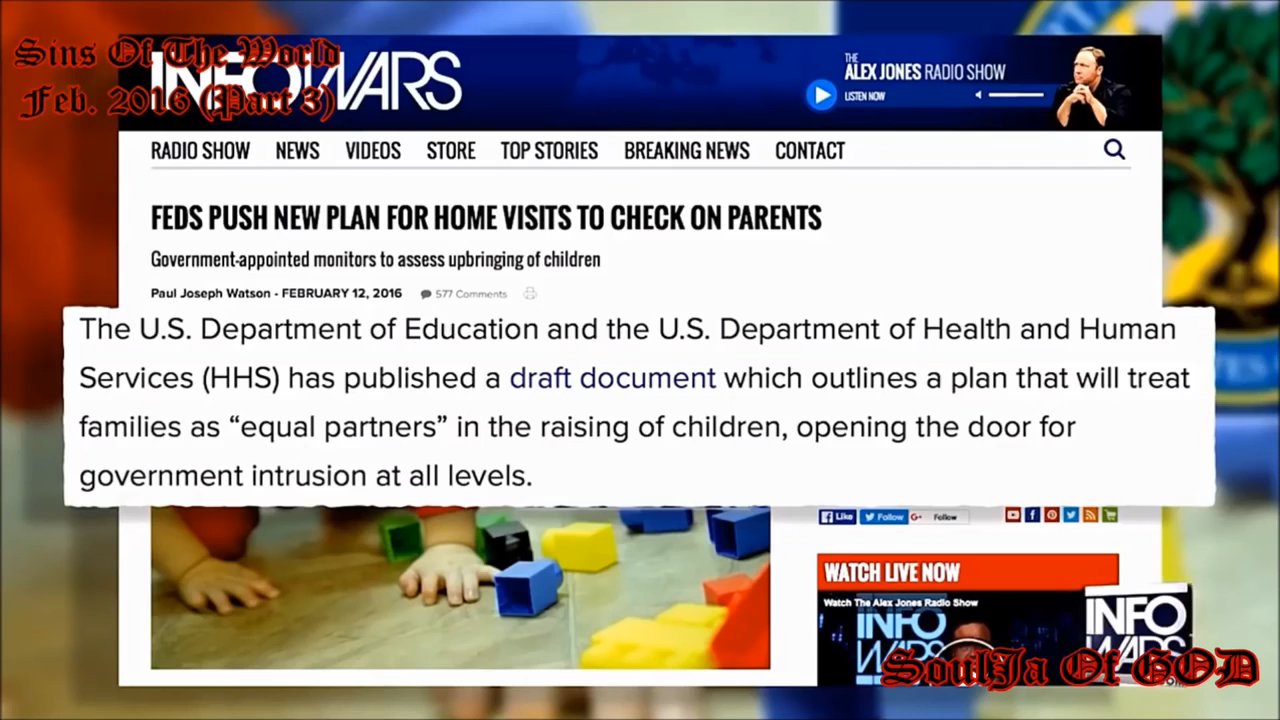 Sins Of The World
Feb. 2016 (Part 3)
INFOWARS
THE
ALEX JONES RADIO SHOW
LISTEN NOW
RADIO SHOW NEWS VIDEOS STORE TOP STORIES BREAKING NEWS CONTACT
FEDS PUSH NEW PLAN FOR HOME VISITS TO CHECK ON PARENTS
Government-appointed monitors to assess upbringing of children
Paul Joseph Watson - FEBRUARY 12, 2016 577 Comments
The U.S. Department of Education and the U.S. Department of Health and Human
Services (HHS) has published a draft document which outlines a plan that will treat
families as “equal partners” in the raising of children, opening the door for
government intrusion at all levels.
Like Follow Follow
WATCH LIVE NOW
Watch The Alex Jones Radio Show
INFO
WARS
INFO
WARS
SoulJa Of GOD